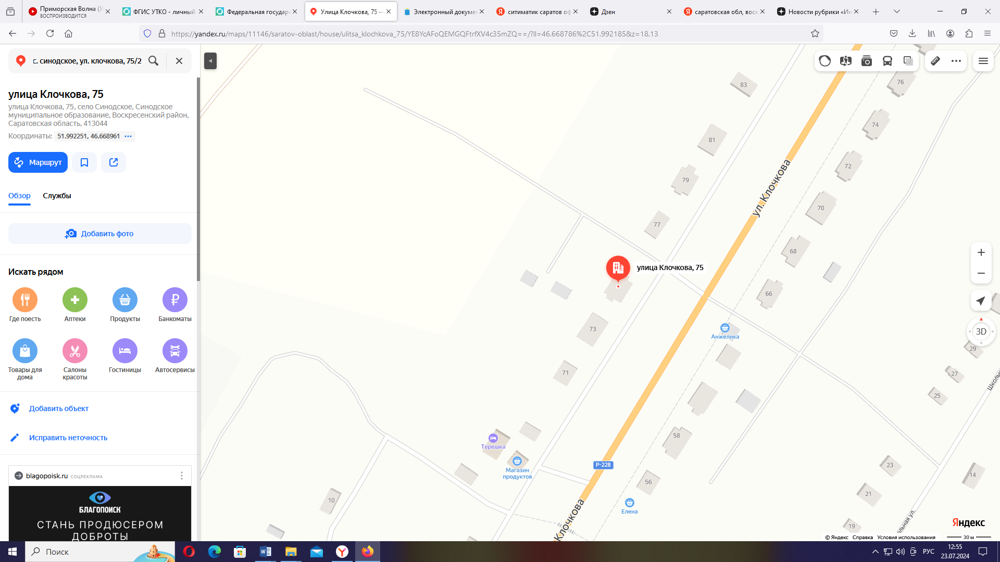 Приморская Волна (У
ВОСПРОИЗВОДИТСЯ
ФГИС УТКО - личный
Федеральная государс
Улица Клочкова, 75 —
Электронный докумен
ситиматик саратов оф
Дзен
саратовская обл, воск
Новости рубрики «Ин
https://yandex.ru/maps/11146/saratov-oblast/house/ulitsa_klochkova_75/YE8YcAFoQEMGQFtrfXV4c35mZQ==/?ll=46.668786%2C51.992185&z=18.13
с. синодское, ул. клочкова, 75/2
улица Клочкова, 75
улица Клочкова, 75, село Синодское, Синодское
муниципальное образование, Воскресенский район,
Саратовская область, 413044
Координаты: 51.992251, 46.668961
Маршрут
Обзор
Службы
Добавить фото
Искать рядом
Где поесть
Аптеки
Продукты
Банкоматы
Товары для
дома
Салоны
красоты
Гостиницы
Автосервисы
Добавить объект
Исправить неточность
blagopoisk.ru СОЦРЕКЛАМА
БЛАГОПОИСК
СТАНЬ ПРОДЮСЕРОМ
ДОБРОТЫ
83
76
74
81
72
79
ул. Клочкова
70
77
68
улица Клочкова, 75
66
73
Анжелика
71
29
27
25
Школьн
58
Терешка
Магазин
продуктов
Р-228
56
23
14
21
10
Елена
Клочкова
19
ольная ул.
3D
Яндекс
© Яндекс Справка Условия использования
30 м
Поиск
РУС
12:55
23.07.2024